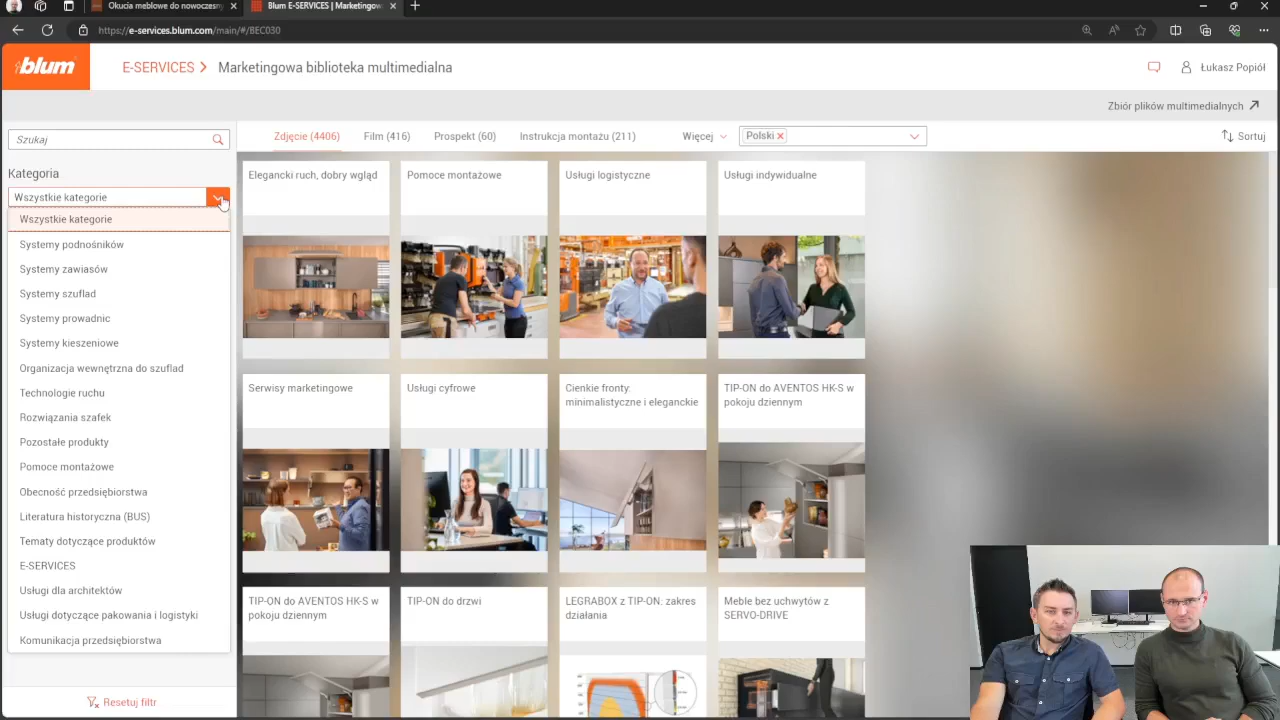 Okucia meblowe do nowoczesn
Blum E-SERVICES | Marketingow
https://e-services.blum.com/main/#/BEC030
blum
E-SERVICES
Marketingowa biblioteka multimedialna
Łukasz Popiół
Zbiór plików multimedialnych
Szukaj
Zdjęcie (4406)
Film (416)
Prospekt (60)
Instrukcja montażu (211)
Więcej
Polski
Sortuj
Kategoria
Wszystkie kategorie
Wszystkie kategorie
Systemy podnośników
Systemy zawiasów
Systemy szuflad
Systemy prowadnic
Systemy kieszeniowe
Organizacja wewnętrzna do szuflad
Technologie ruchu
Rozwiązania szafek
Pozostałe produkty
Pomoce montażowe
Obecność przedsiębiorstwa
Literatura historyczna (BUS)
Tematy dotyczące produktów
E-SERVICES
Usługi dla architektów
Usługi dotyczące pakowania i logistyki
Komunikacja przedsiębiorstwa
Resetuj filtr
Elegancki ruch, dobry wgląd
Pomoce montażowe
Usługi logistyczne
Usługi indywidualne
Serwisy marketingowe
Usługi cyfrowe
Cienkie fronty:
minimalistyczne i eleganckie
TIP-ON do AVENTOS HK-S w
pokoju dziennym
TIP-ON do AVENTOS HK-S w
pokoju dziennym
TIP-ON do drzwi
LEGRABOX z TIP-ON: zakres
działania
Meble bez uchwytów z
SERVO-DRIVE